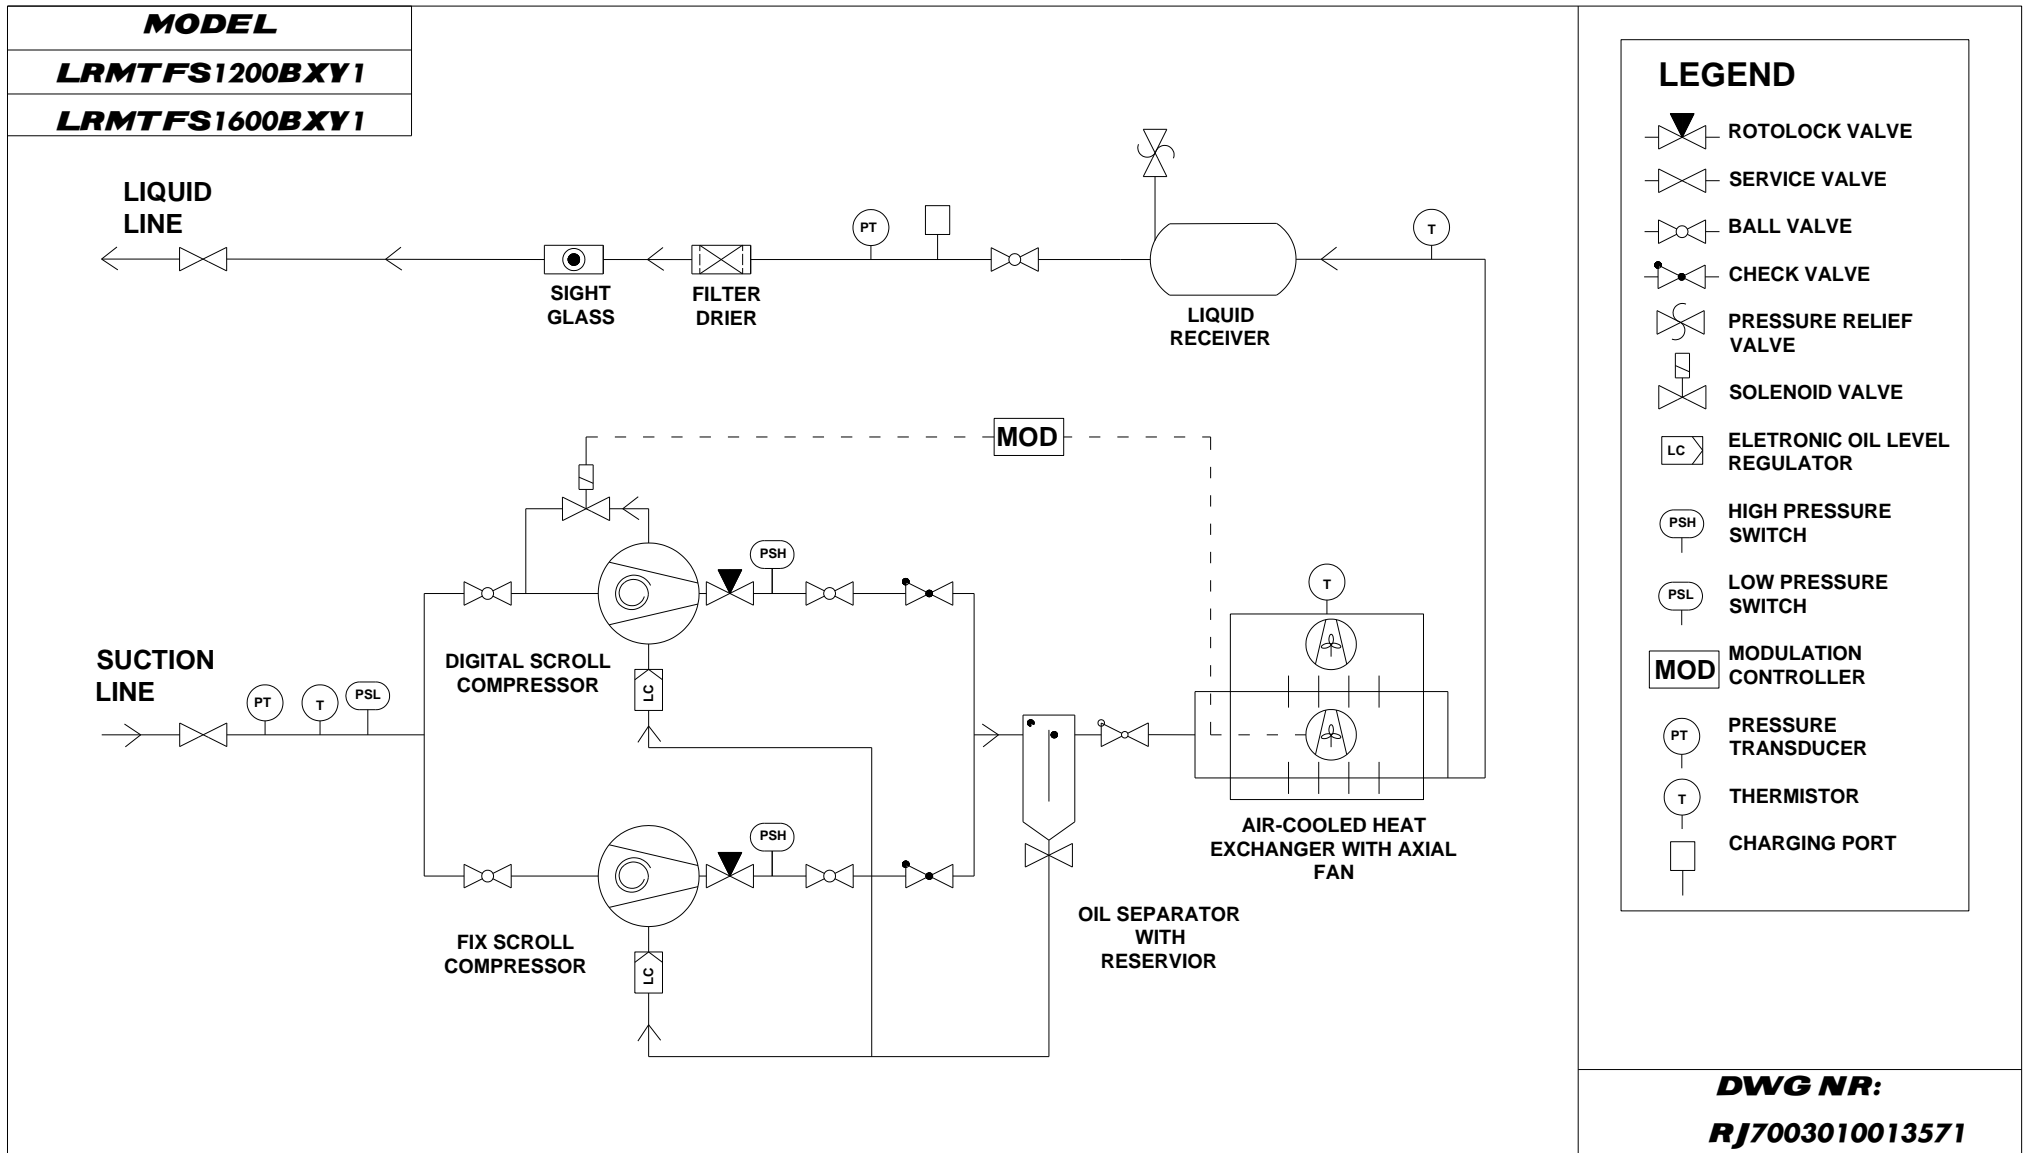 MODEL
LRMTFS1200BXY1
LRMTFS1600BXY1
LIQUID
LINE
SIGHT
GLASS
FILTER
DRIER
PT
LIQUID
RECEIVER
T
MOD
PSH
DIGITAL SCROLL
COMPRESSOR
LC
SUCTION
LINE
PT
T
PSL
PSH
FIX SCROLL
COMPRESSOR
LC
OIL SEPARATOR
WITH
RESERVIOR
T
AIR-COOLED HEAT
EXCHANGER WITH AXIAL
FAN
LEGEND
ROTOLOCK VALVE
SERVICE VALVE
BALL VALVE
CHECK VALVE
PRESSURE RELIEF
VALVE
SOLENOID VALVE
LC
ELETRONIC OIL LEVEL
REGULATOR
PSH
HIGH PRESSURE
SWITCH
PSL
LOW PRESSURE
SWITCH
MOD
MODULATION
CONTROLLER
PT
PRESSURE
TRANSDUCER
T
THERMISTOR
CHARGING PORT
DWG NR:
RJ7003010013571